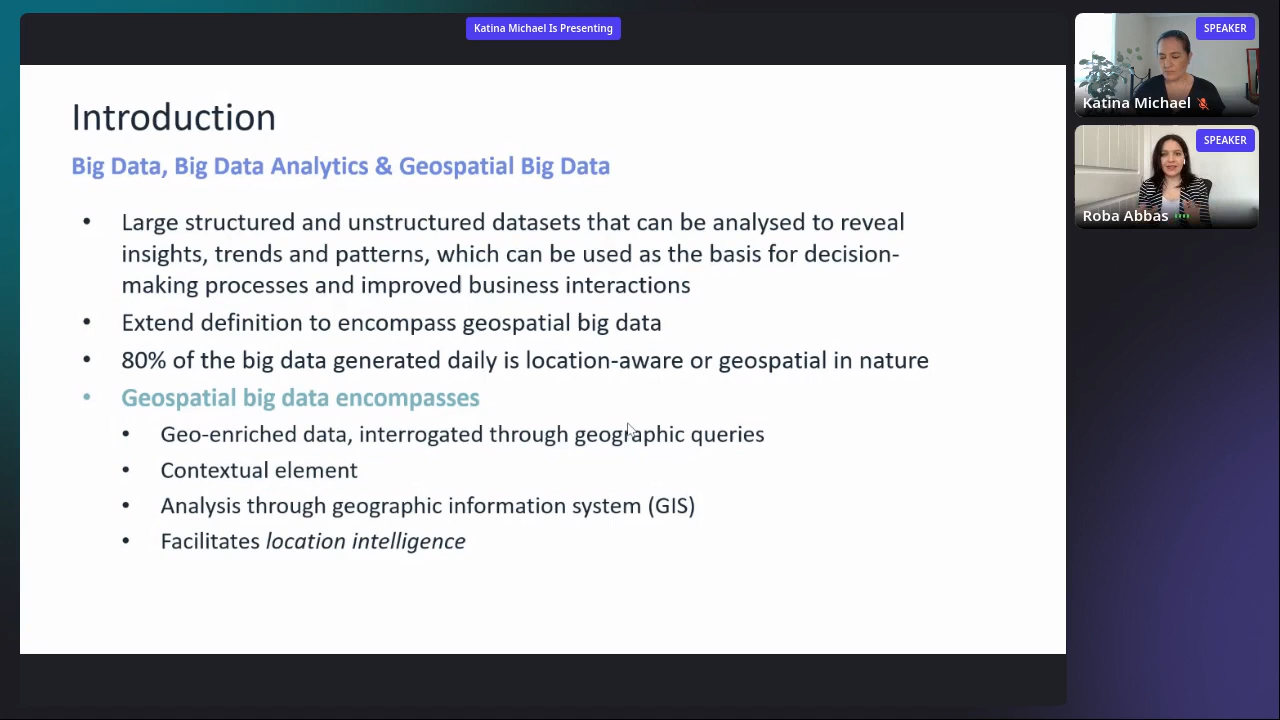 Katina Michael Is Presenting
Introduction
Big Data, Big Data Analytics & Geospatial Big Data
• Large structured and unstructured datasets that can be analysed to reveal
insights, trends and patterns, which can be used as the basis for decision-
making processes and improved business interactions
• Extend definition to encompass geospatial big data
• 80% of the big data generated daily is location-aware or geospatial in nature
• Geospatial big data encompasses
• Geo-enriched data, interrogated through geographic queries
• Contextual element
• Analysis through geographic information system (GIS)
• Facilitates location intelligence
SPEAKER
Katina Michael
SPEAKER
Roba Abbas